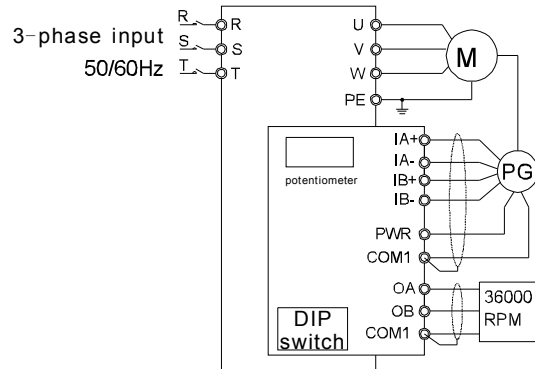 3-phase input
50/60Hz
R
S
T
R
S
T
U
V
W
PE
M
potentiometer
IA+
IA-
IB+
IB-
PWR
COM1
PG
OA
OB
COM1
36000
RPM
DIP
switch